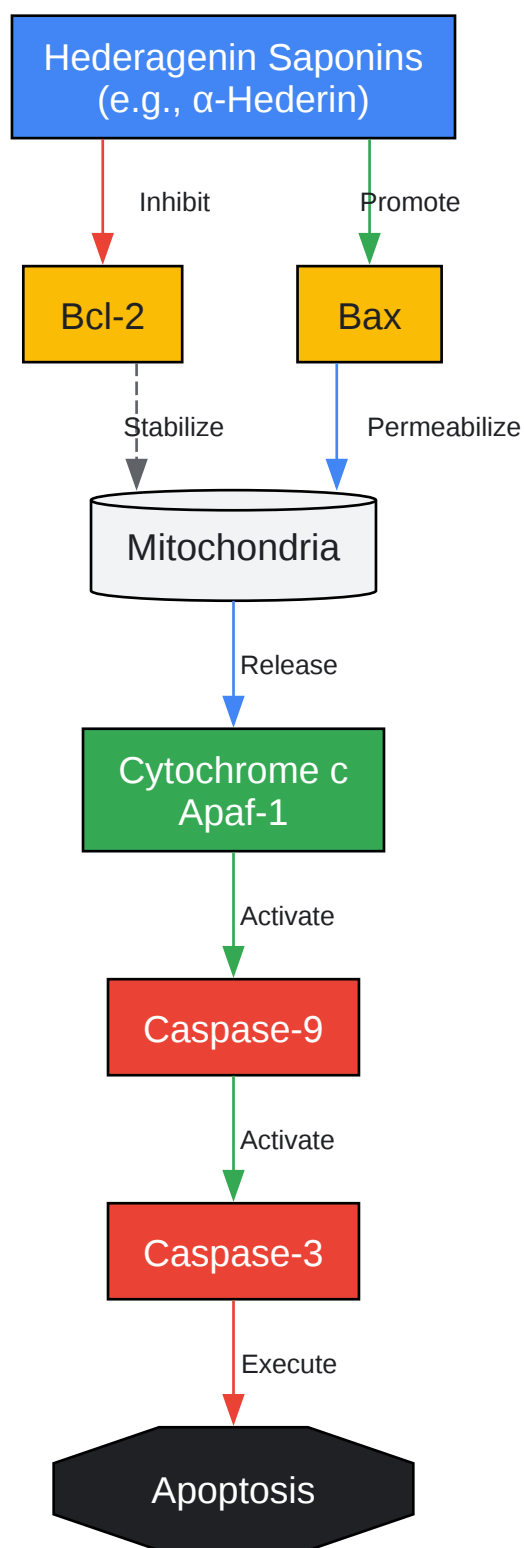 Hederagenin Saponins
(e.g., α-Hederin)
Inhibit
Promote
Bcl-2
Bax
Stabilize
Permeabilize
Mitochondria
Release
Cytochrome c
Apaf-1
Activate
Caspase-9
Activate
Caspase-3
Execute
Apoptosis